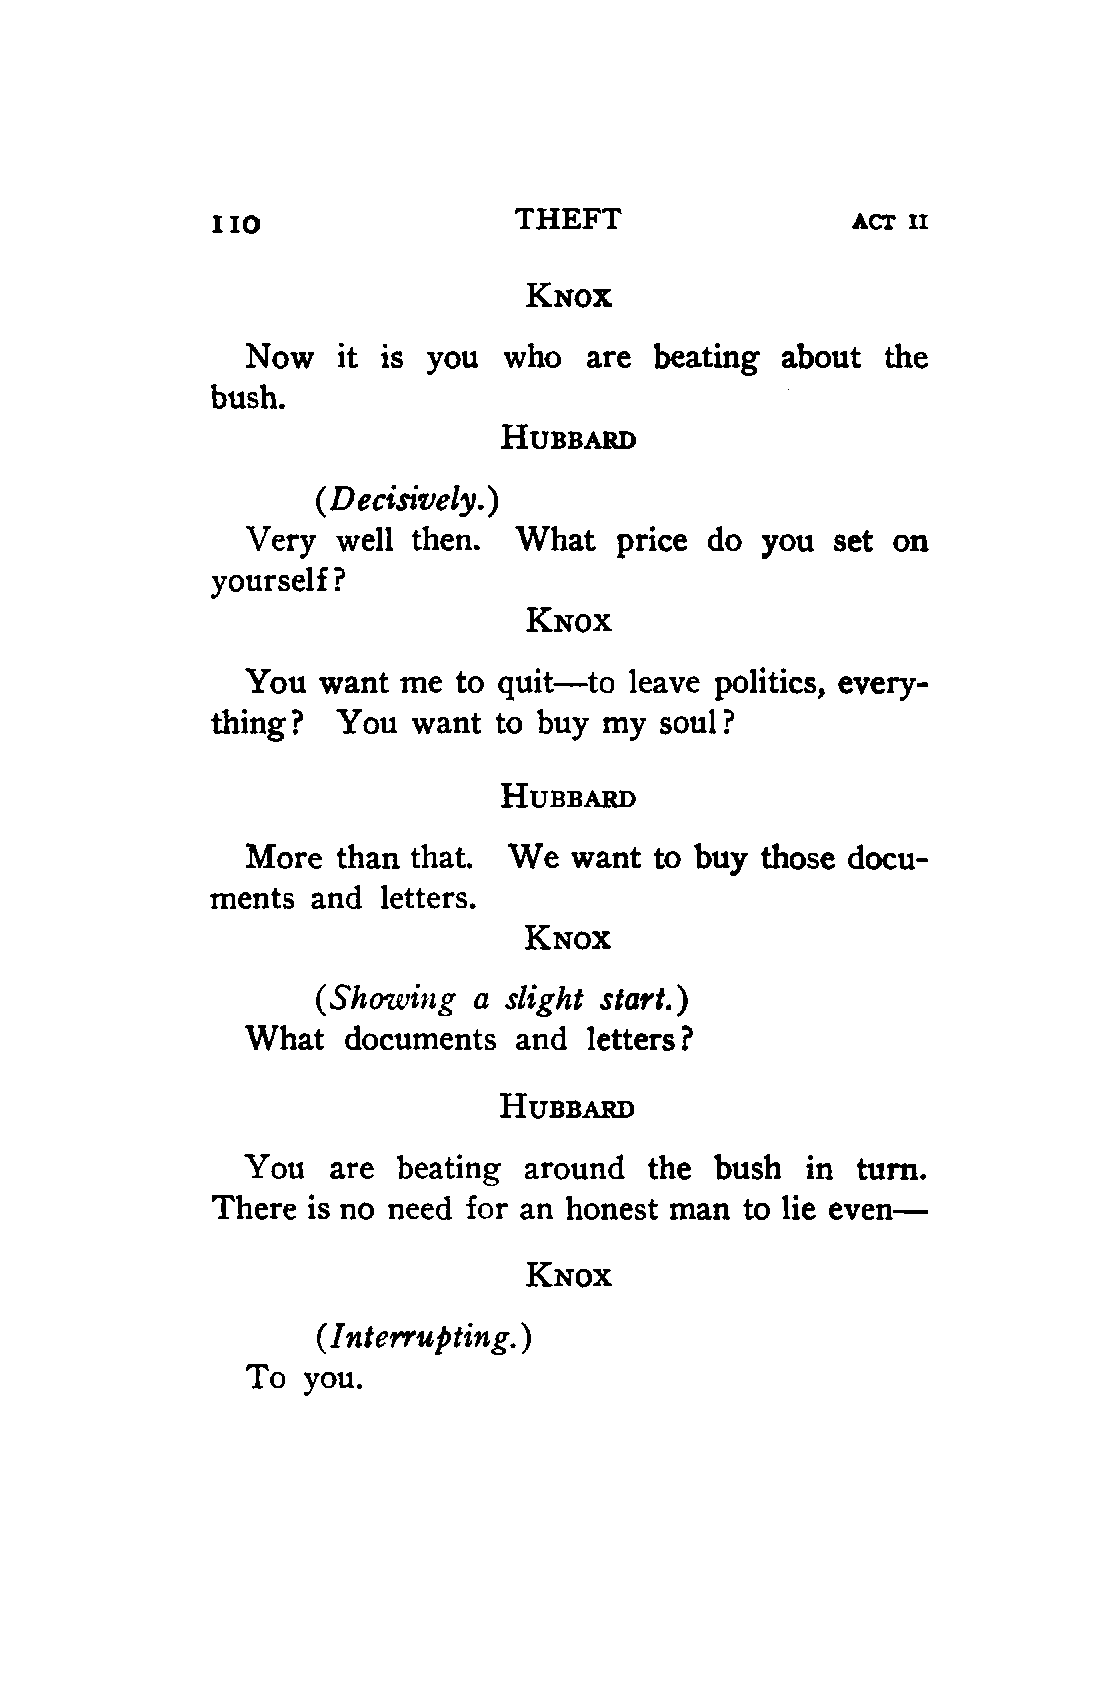 110 THEFT ACT II
KNOX
Now it is you who are beating about the
bush.
HUBBARD
(Decisively.)
Very well then. What price do you set on
yourself?
KNOX
You want me to quit—to leave politics, every-
thing? You want to buy my soul?
HUBBARD
More than that. We want to buy those docu-
ments and letters.
KNOX
(Showing a slight start.)
What documents and letters?
HUBBARD
You are beating around the bush in turn.
There is no need for an honest man to lie even—
KNOX
(Interrupting.)
To you.